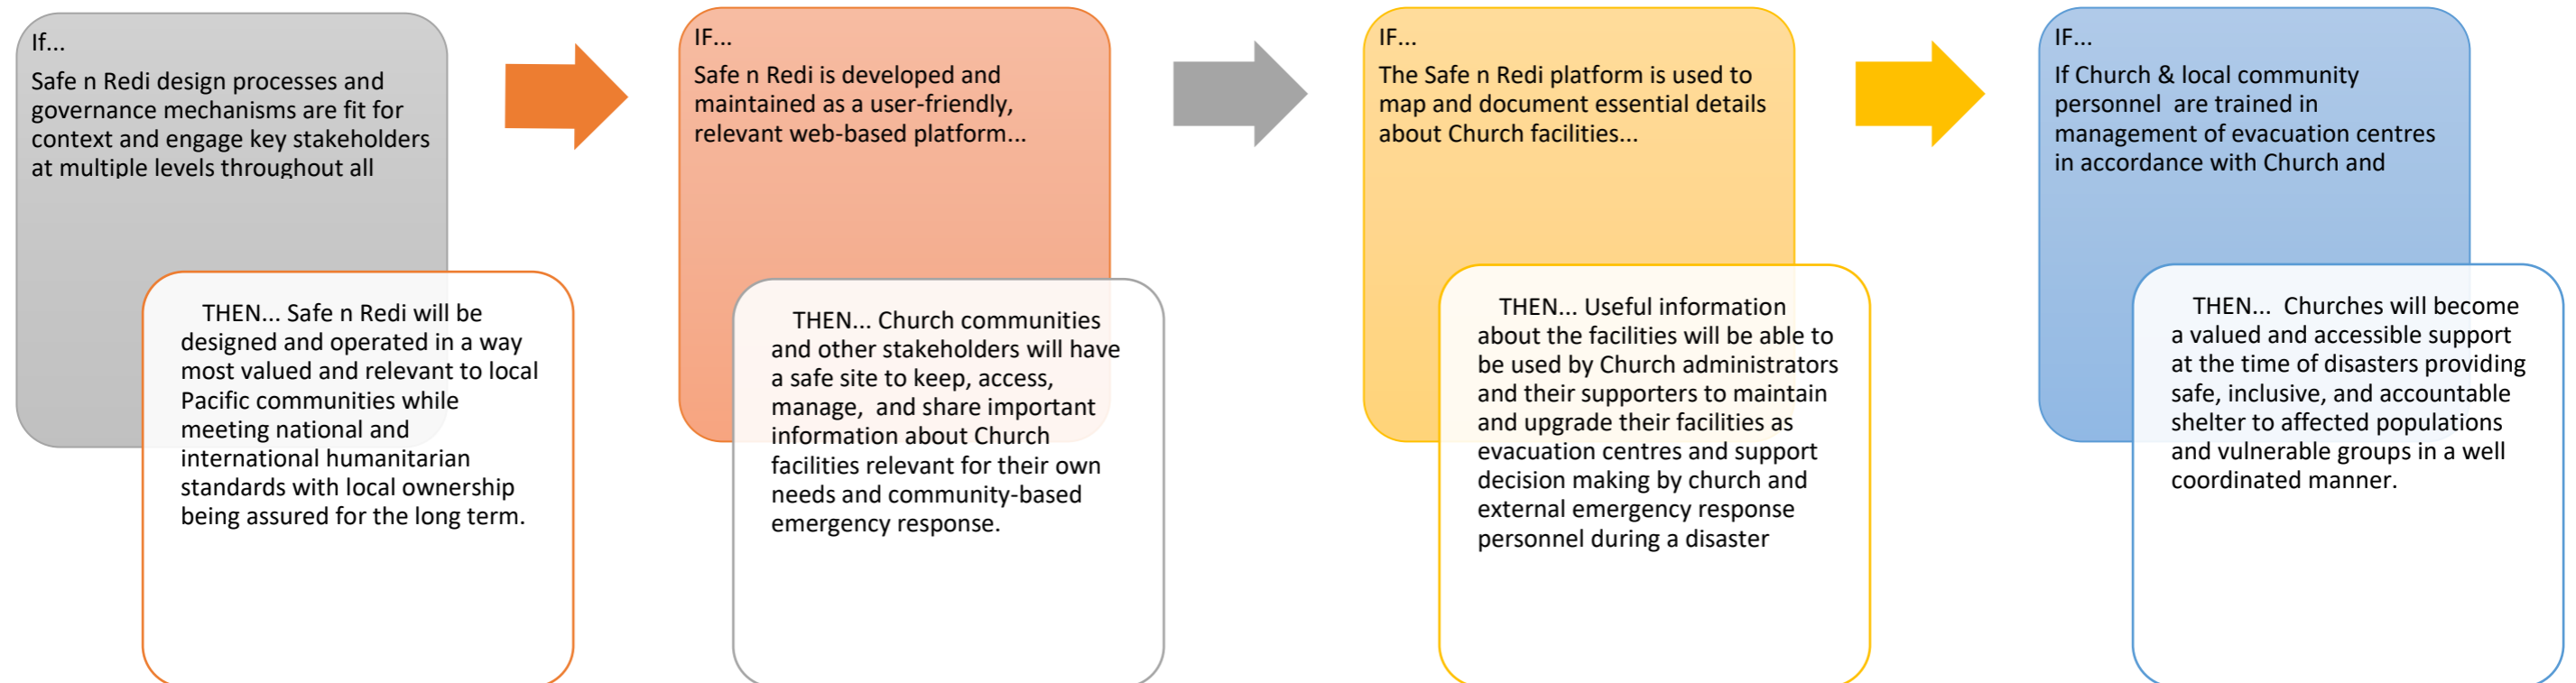 If...
Safe n Redi design processes and
governance mechanisms are fit for
context and engage key stakeholders
at multiple levels throughout all
THEN... Safe n Redi will be
designed and operated in a way
most valued and relevant to local
Pacific communities while
meeting national and
international humanitarian
standards with local ownership
being assured for the long term.
IF...
Safe n Redi is developed and
maintained as a user-friendly,
relevant web-based platform...
THEN... Church communities
and other stakeholders will have
a safe site to keep, access,
manage, and share important
information about Church
facilities relevant for their own
needs and community-based
emergency response.
IF...
The Safe n Redi platform is used to
map and document essential details
about Church facilities...
THEN... Useful information
about the facilities will be able to
be used by Church administrators
and their supporters to maintain
and upgrade their facilities as
evacuation centres and support
decision making by church and
external emergency response
personnel during a disaster
IF...
If Church & local community
personnel are trained in
management of evacuation centres
in accordance with Church and
THEN... Churches will become
a valued and accessible support
at the time of disasters providing
safe, inclusive, and accountable
shelter to affected populations
and vulnerable groups in a well
coordinated manner.